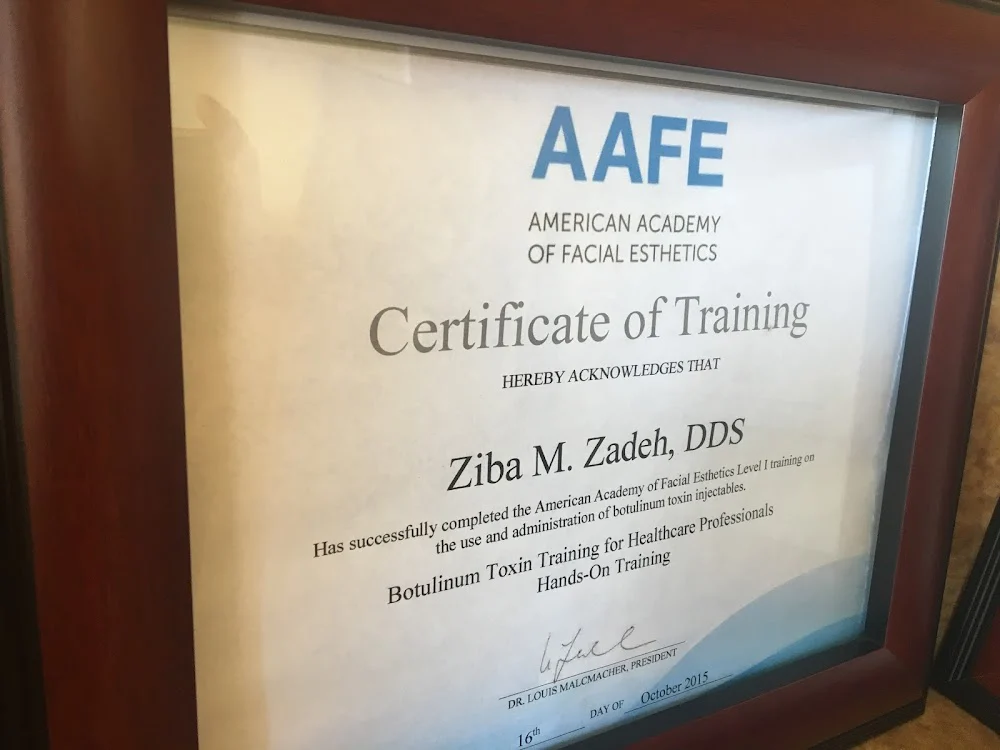 AAFE
AMERICAN ACADEMY
OF FACIAL ESTHETICS
Certificate of Training
HEREBY ACKNOWLEDGES THAT
Ziba M. Zadeh, DDS
Has successfully completed the American Academy of Facial Esthetics Level I training on
the use and administration of botulinum toxin injectables.
Botulinum Toxin Training for Healthcare Professionals
Hands-On Training
DR. LOUIS MALCMACHER, PRESIDENT
16th DAY OF October 2015